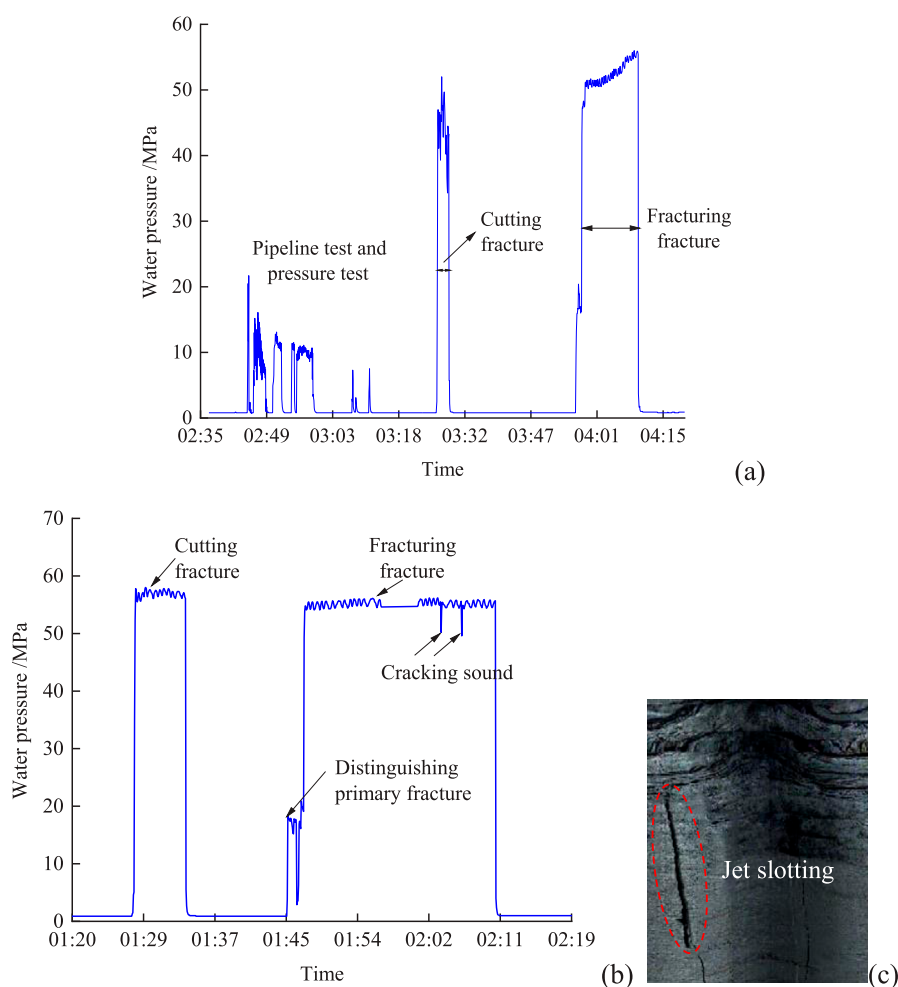 60
50
40
30
20
10
0
Water pressure /MPa
Pipeline test and
pressure test
Cutting
fracture
Fracturing
fracture
02:35 02:49 03:03 03:18 03:32 03:47 04:01 04:15
Time
(a)
70
60
50
40
30
20
10
0
Water pressure /MPa
Cutting
fracture
Fracturing
fracture
Cracking sound
Distinguishing
primary fracture
01:20 01:29 01:37 01:45 01:54 02:02 02:11 02:19
Time
(b)
Jet slotting
(c)